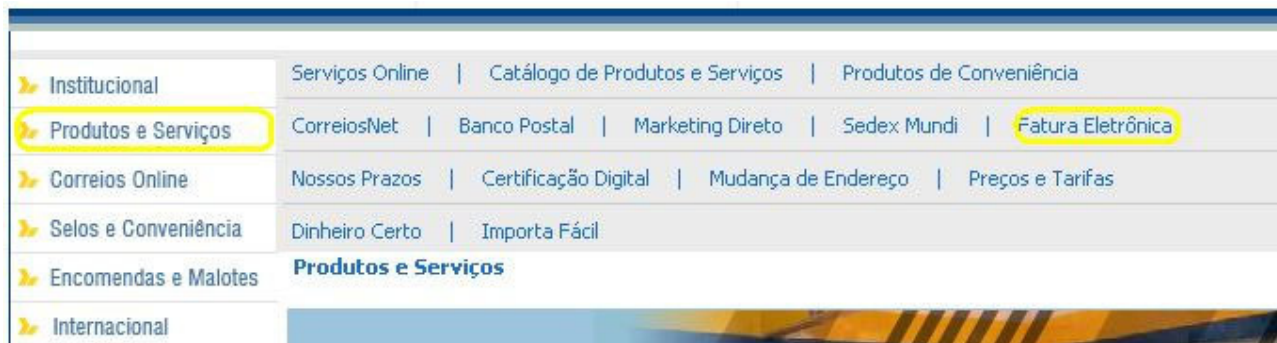 Institucional
Produtos e Serviços
Correios Online
Selos e Conveniência
Encomendas e Malotes
Internacional
Serviços Online | Catálogo de Produtos e Serviços | Produtos de Conveniência
CorreiosNet | Banco Postal | Marketing Direto | Sedex Mundi | Fatura Eletrônica
Nossos Prazos | Certificação Digital | Mudança de Endereço | Preços e Tarifas
Dinheiro Certo | Importa Fácil
Produtos e Serviços